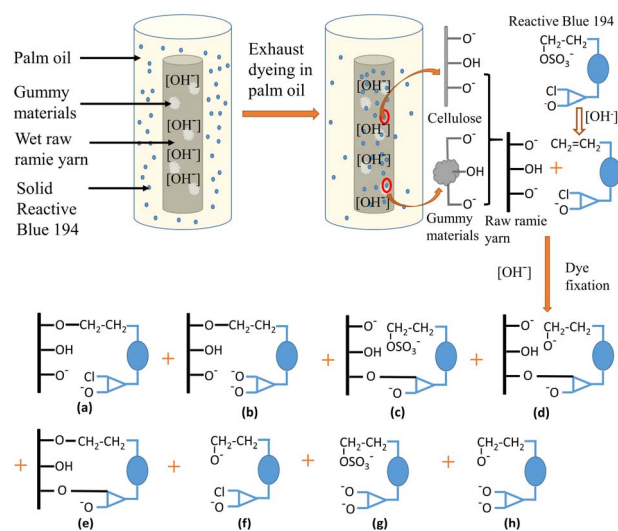 Palm oil
Gummy
materials
Wet raw
ramie yarn
Solid
Reactive
Blue 194
[OH⁻]
[OH⁻]
[OH⁻]
[OH⁻]
Exhaust
dyeing in
palm oil
[OH⁻]
[OH⁻]
[OH⁻]
[OH⁻]
O⁻
OH
O⁻
Cellulose
O⁻
OH
O⁻
Gummy
materials
O⁻
OH
O⁻
Raw ramie
yarn
+
Reactive Blue 194
CH₂-CH₂
OSO₃⁻
Cl
⁻O
[OH⁻]
CH₂=CH₂
Cl
⁻O
[OH⁻]
Dye
fixation
O—CH₂-CH₂
OH
O⁻
Cl
⁻O
(a)
+
O—CH₂-CH₂
OH
O⁻
⁻O
⁻O
(b)
+
O⁻
CH₂-CH₂
OH
OSO₃⁻
O
⁻O
(c)
+
O⁻
CH₂-CH₂
OH
O⁻
O
⁻O
(d)
+
O—CH₂-CH₂
OH
O
⁻O
(e)
+
CH₂-CH₂
O⁻
Cl
⁻O
(f)
+
CH₂-CH₂
OSO₃⁻
⁻O
⁻O
(g)
+
CH₂-CH₂
O⁻
⁻O
⁻O
(h)